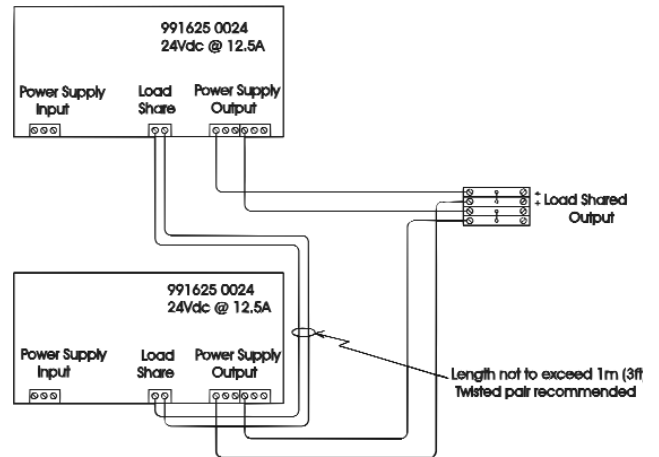 991625 0024
24Vdc @ 12.5A
Power Supply
Input
Load
Share
Power Supply
Output
+
+
Load Shared
Output
991625 0024
24Vdc @ 12.5A
Power Supply
Input
Load
Share
Power Supply
Output
Length not to exceed 1m (3ft
Twisted pair recommended